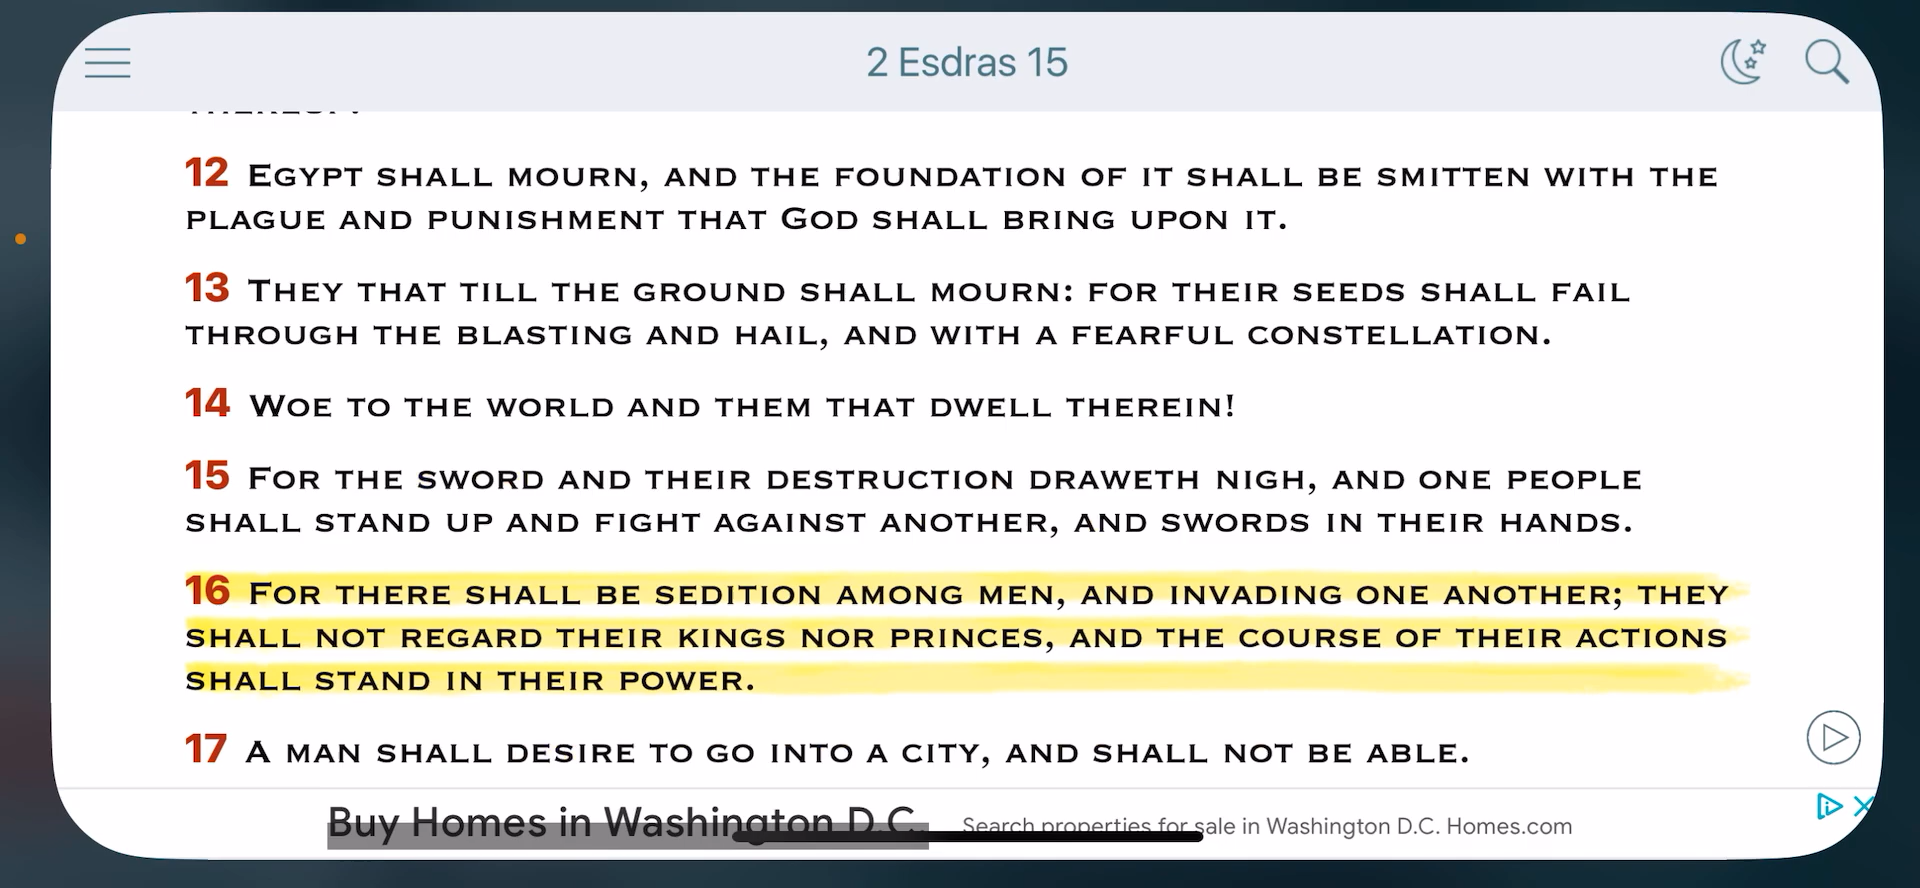 2 Esdras 15
12 Egypt shall mourn, and the foundation of it shall be smitten with the
plague and punishment that God shall bring upon it.
13 They that till the ground shall mourn: for their seeds shall fail
through the blasting and hail, and with a fearful constellation.
14 Woe to the world and them that dwell therein!
15 For the sword and their destruction draweth nigh, and one people
shall stand up and fight against another, and swords in their hands.
16 For there shall be sedition among men, and invading one another; they
shall not regard their kings nor princes, and the course of their actions
shall stand in their power.
17 A man shall desire to go into a city, and shall not be able.
Buy Homes in Washington D.C. Search properties for sale in Washington D.C. Homes.com